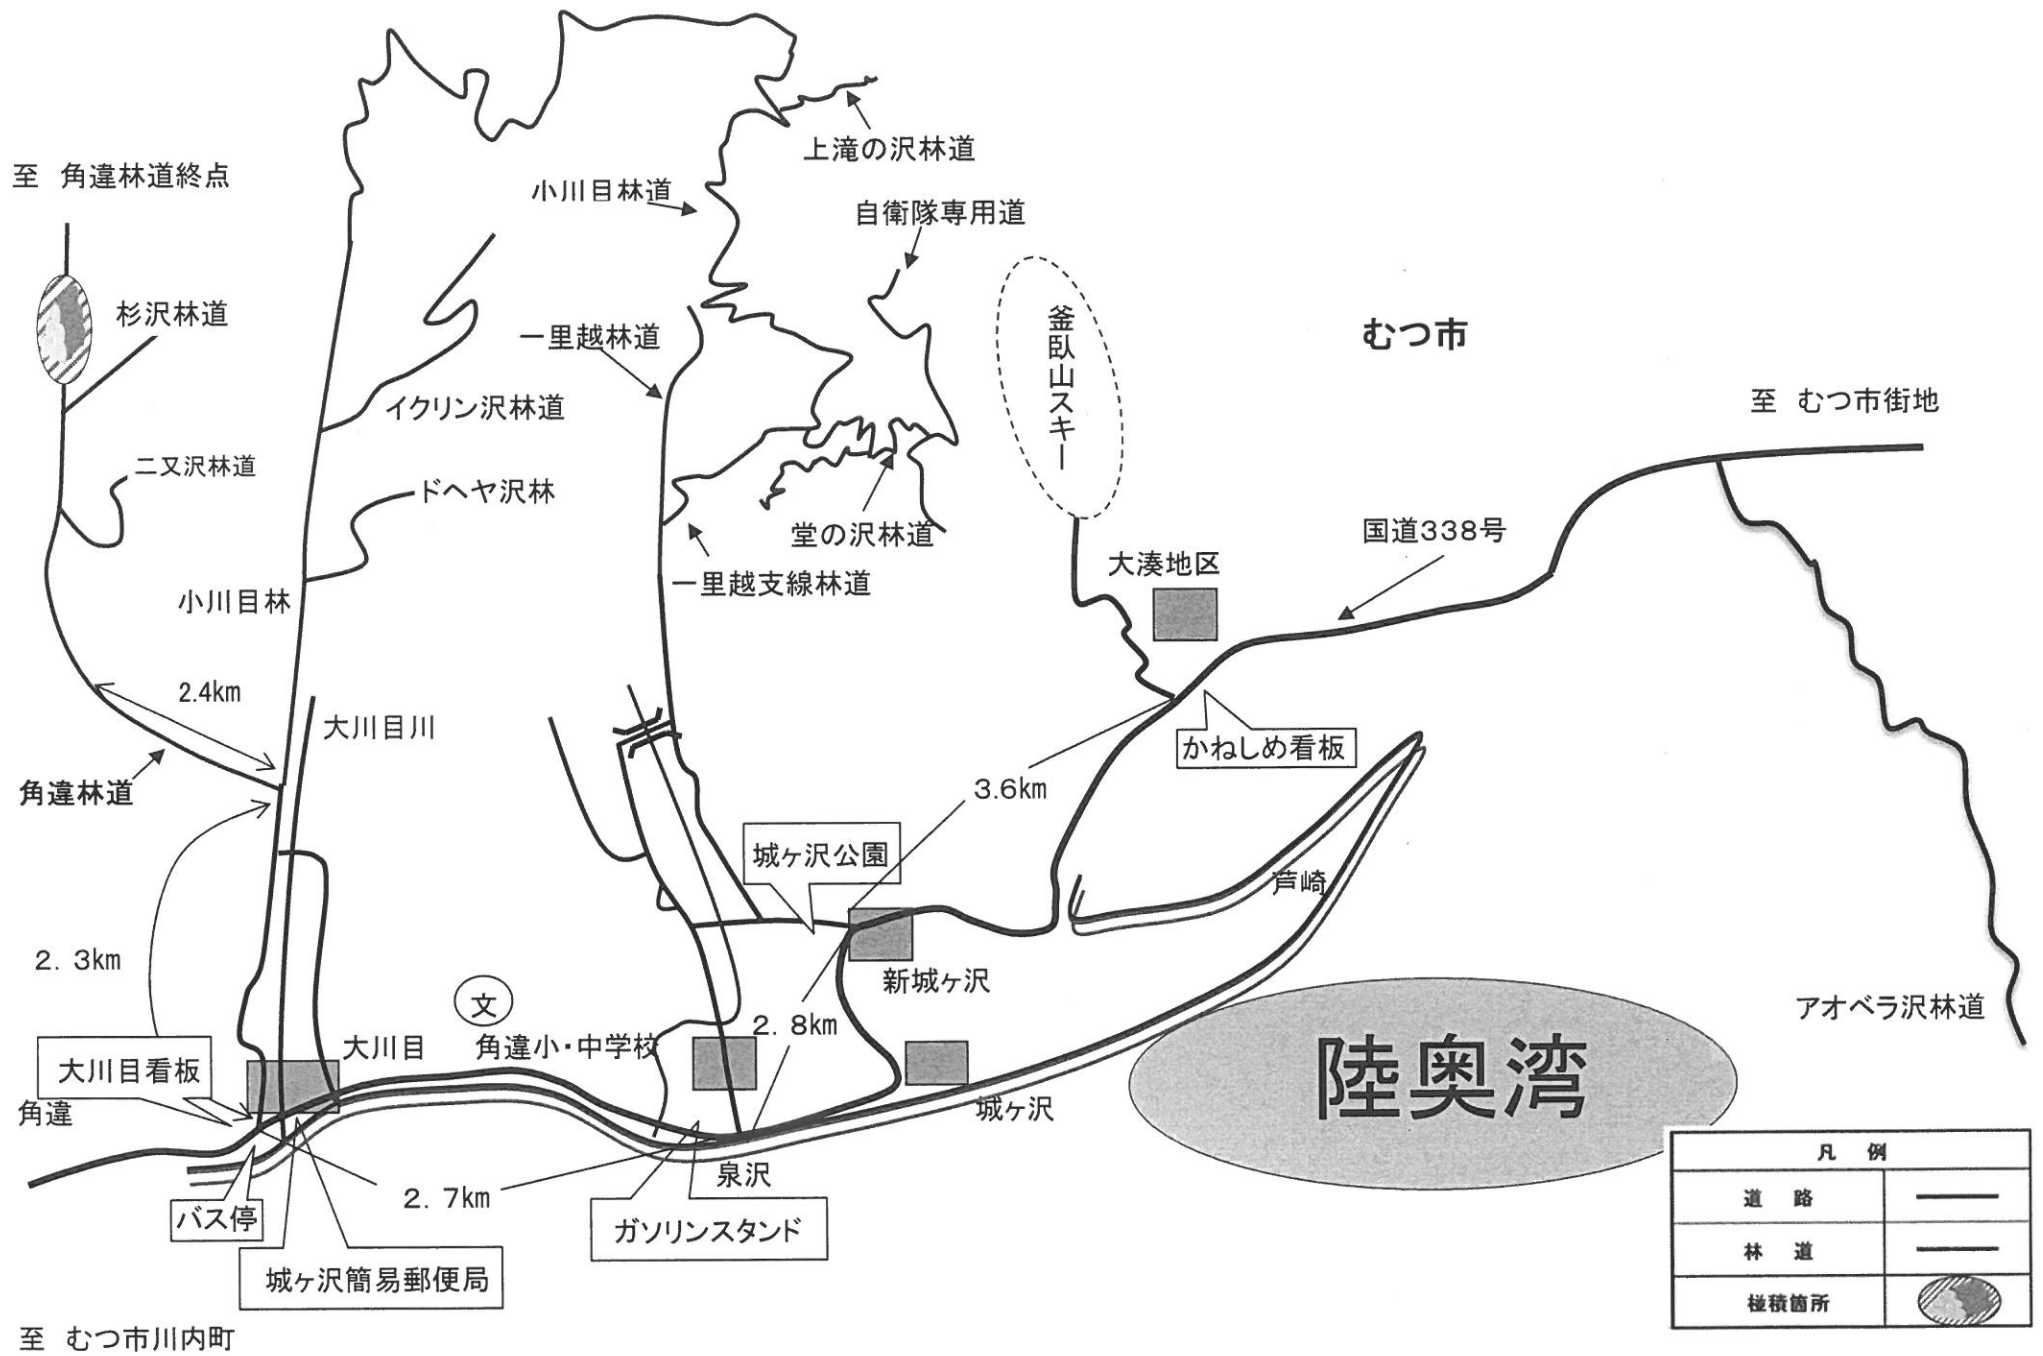 上滝の沢林道
至　角違林道終点
小川目林道
自衛隊専用道
杉沢林道
一里越林道
釜臥山スキー
むつ市
至　むつ市街地
イクリン沢林道
二又沢林道
ドヘヤ沢林
堂の沢林道
国道338号
大湊地区
一里越支線林道
小川目林
2.4km
大川目川
かねしめ看板
角違林道
3.6km
城ヶ沢公園
芦崎
2. 3km
新城ヶ沢
文
角違小・中学校
2. 8km
アオベラ沢林道
大川目
大川目看板
陸奥湾
角違
城ヶ沢
泉沢
2. 7km
バス停
ガソリンスタンド
城ヶ沢簡易郵便局
至　むつ市川内町
凡　例
道　路
林　道
椪積箇所